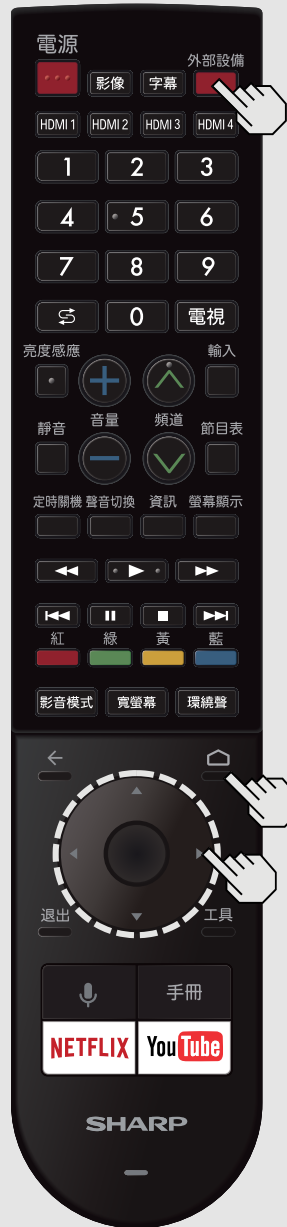 電源
外部設備
影像 字幕
HDMI 1 HDMI 2 HDMI 3 HDMI 4
1 2 3
4 5 6
7 8 9
0 電視
亮度感應 輸入
音量 頻道
靜音 節目表
定時關機 聲音切換 資訊 螢幕顯示
紅 綠 黃 藍
影音模式 寬螢幕 環繞聲
退出 工具
手冊
NETFLIX YouTube
SHARP